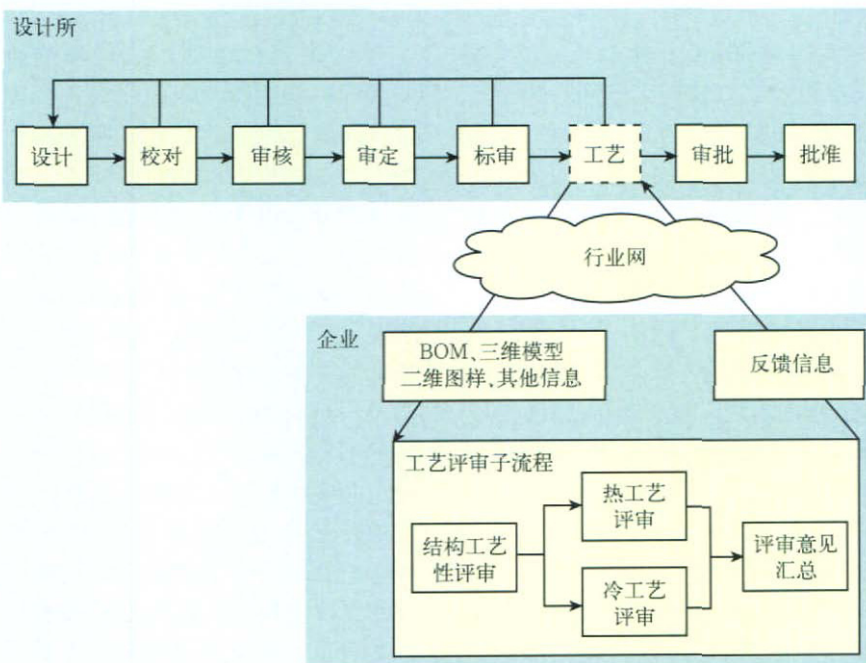 设计所
设计
校对
审核
审定
标审
工艺
审批
批准
行业网
企业
BOM、三维模型
二维图样、其他信息
反馈信息
工艺评审子流程
结构工艺
性评审
热工艺
评审
冷工艺
评审
评审意见
汇总